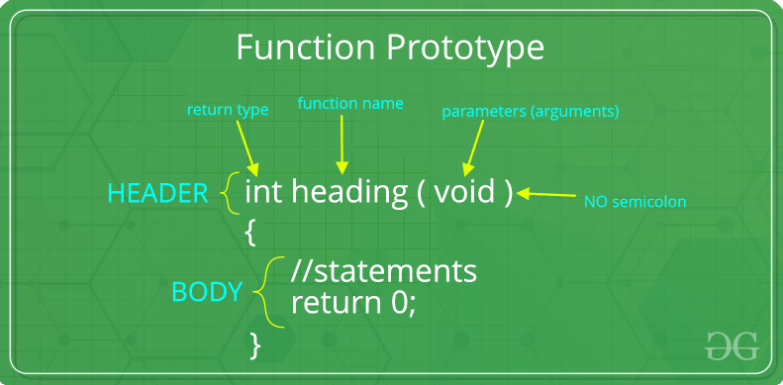 Function Prototype
return type
function name
parameters (arguments)
HEADER
int heading ( void )
NO semicolon
{
//statements
BODY
return 0;
}
GG